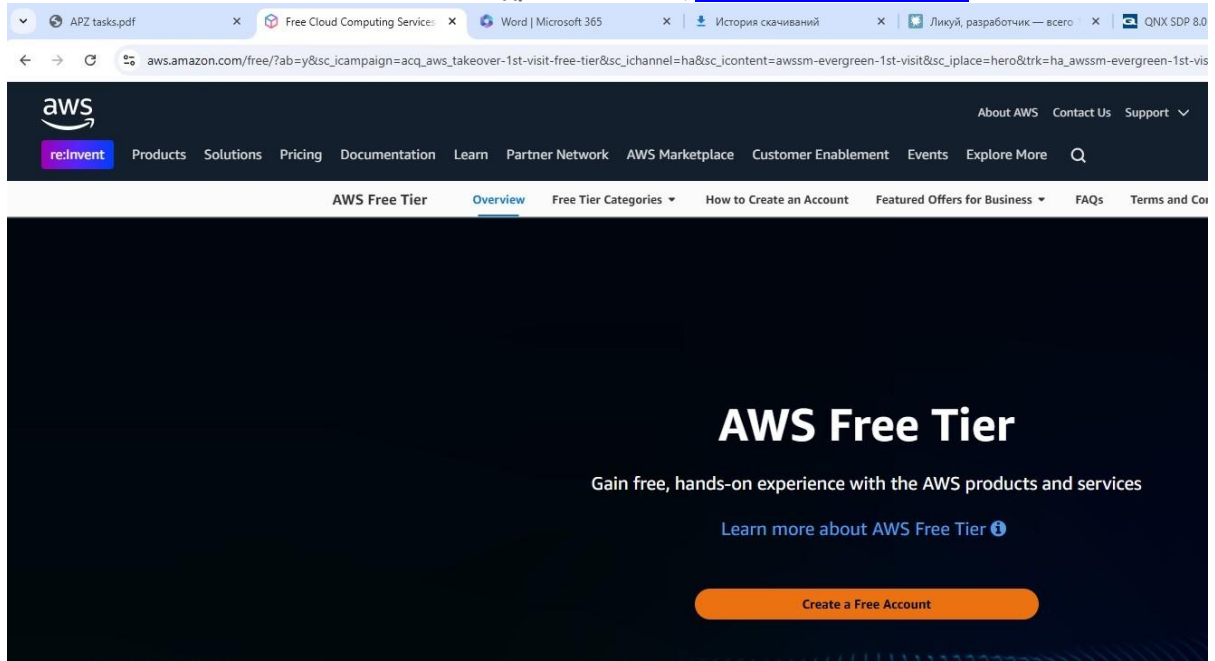 APZ tasks.pdf
Free Cloud Computing Services
Word | Microsoft 365
История скачиваний
Ликуй, разработчик — всего
QNX SDP 8.0
aws.amazon.com/free/?ab=y&sc_icampaign=acq_aws_takeover-1st-visit-free-tier&sc_ichannel=ha&sc_icontent=awssm-evergreen-1st-visit&sc_iplace=hero&trk=ha_awssm-evergreen-1st-vis
aws
About AWS Contact Us Support
re:Invent Products Solutions Pricing Documentation Learn Partner Network AWS Marketplace Customer Enablement Events Explore More
AWS Free Tier Overview Free Tier Categories How to Create an Account Featured Offers for Business FAQs Terms and Con
AWS Free Tier
Gain free, hands-on experience with the AWS products and services
Learn more about AWS Free Tier
Create a Free Account